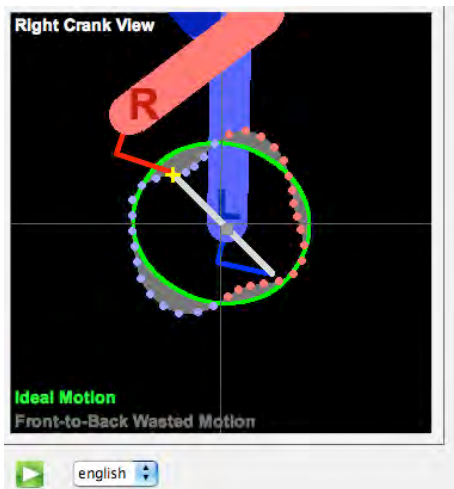 Right Crank View
R
L
Ideal Motion
Front-to-Back Wasted Motion
english